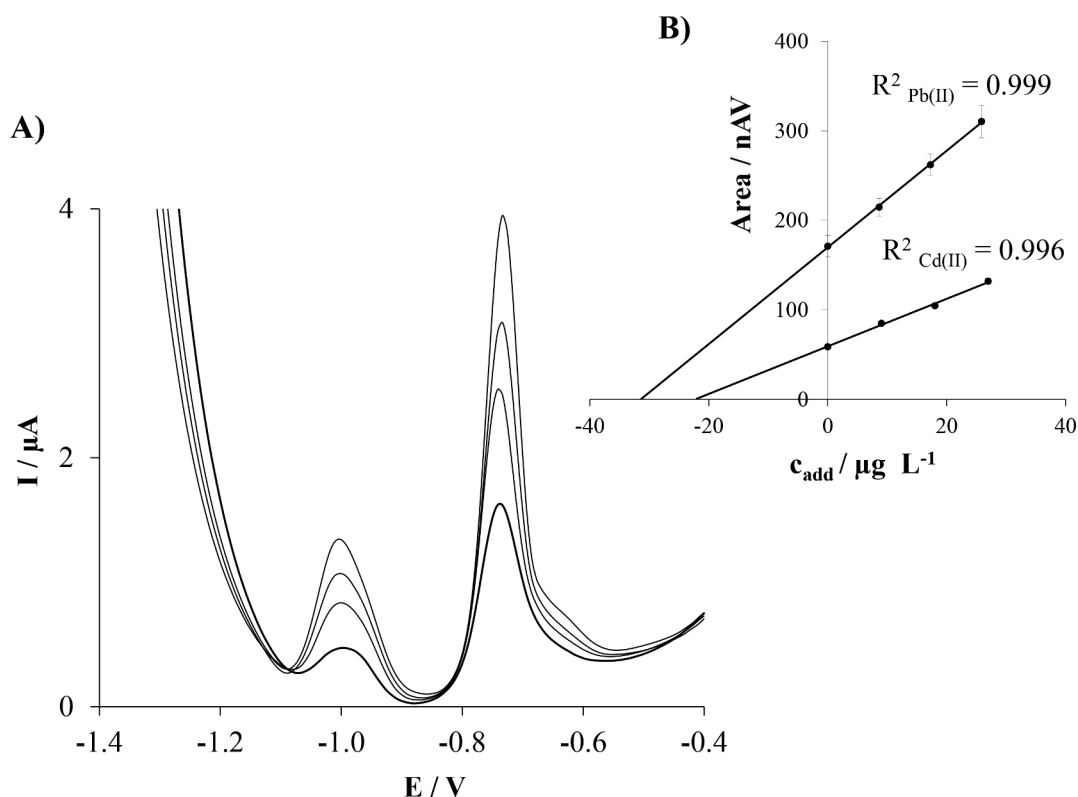 A)
I / µA
4
2
0
-1.4 -1.2 -1.0 -0.8 -0.6 -0.4
E / V
B)
Area / nAV
400
300
200
100
0
R² Pb(II) = 0.999
R² Cd(II) = 0.996
-40 -20 0 20 40
c_add / µg L⁻¹